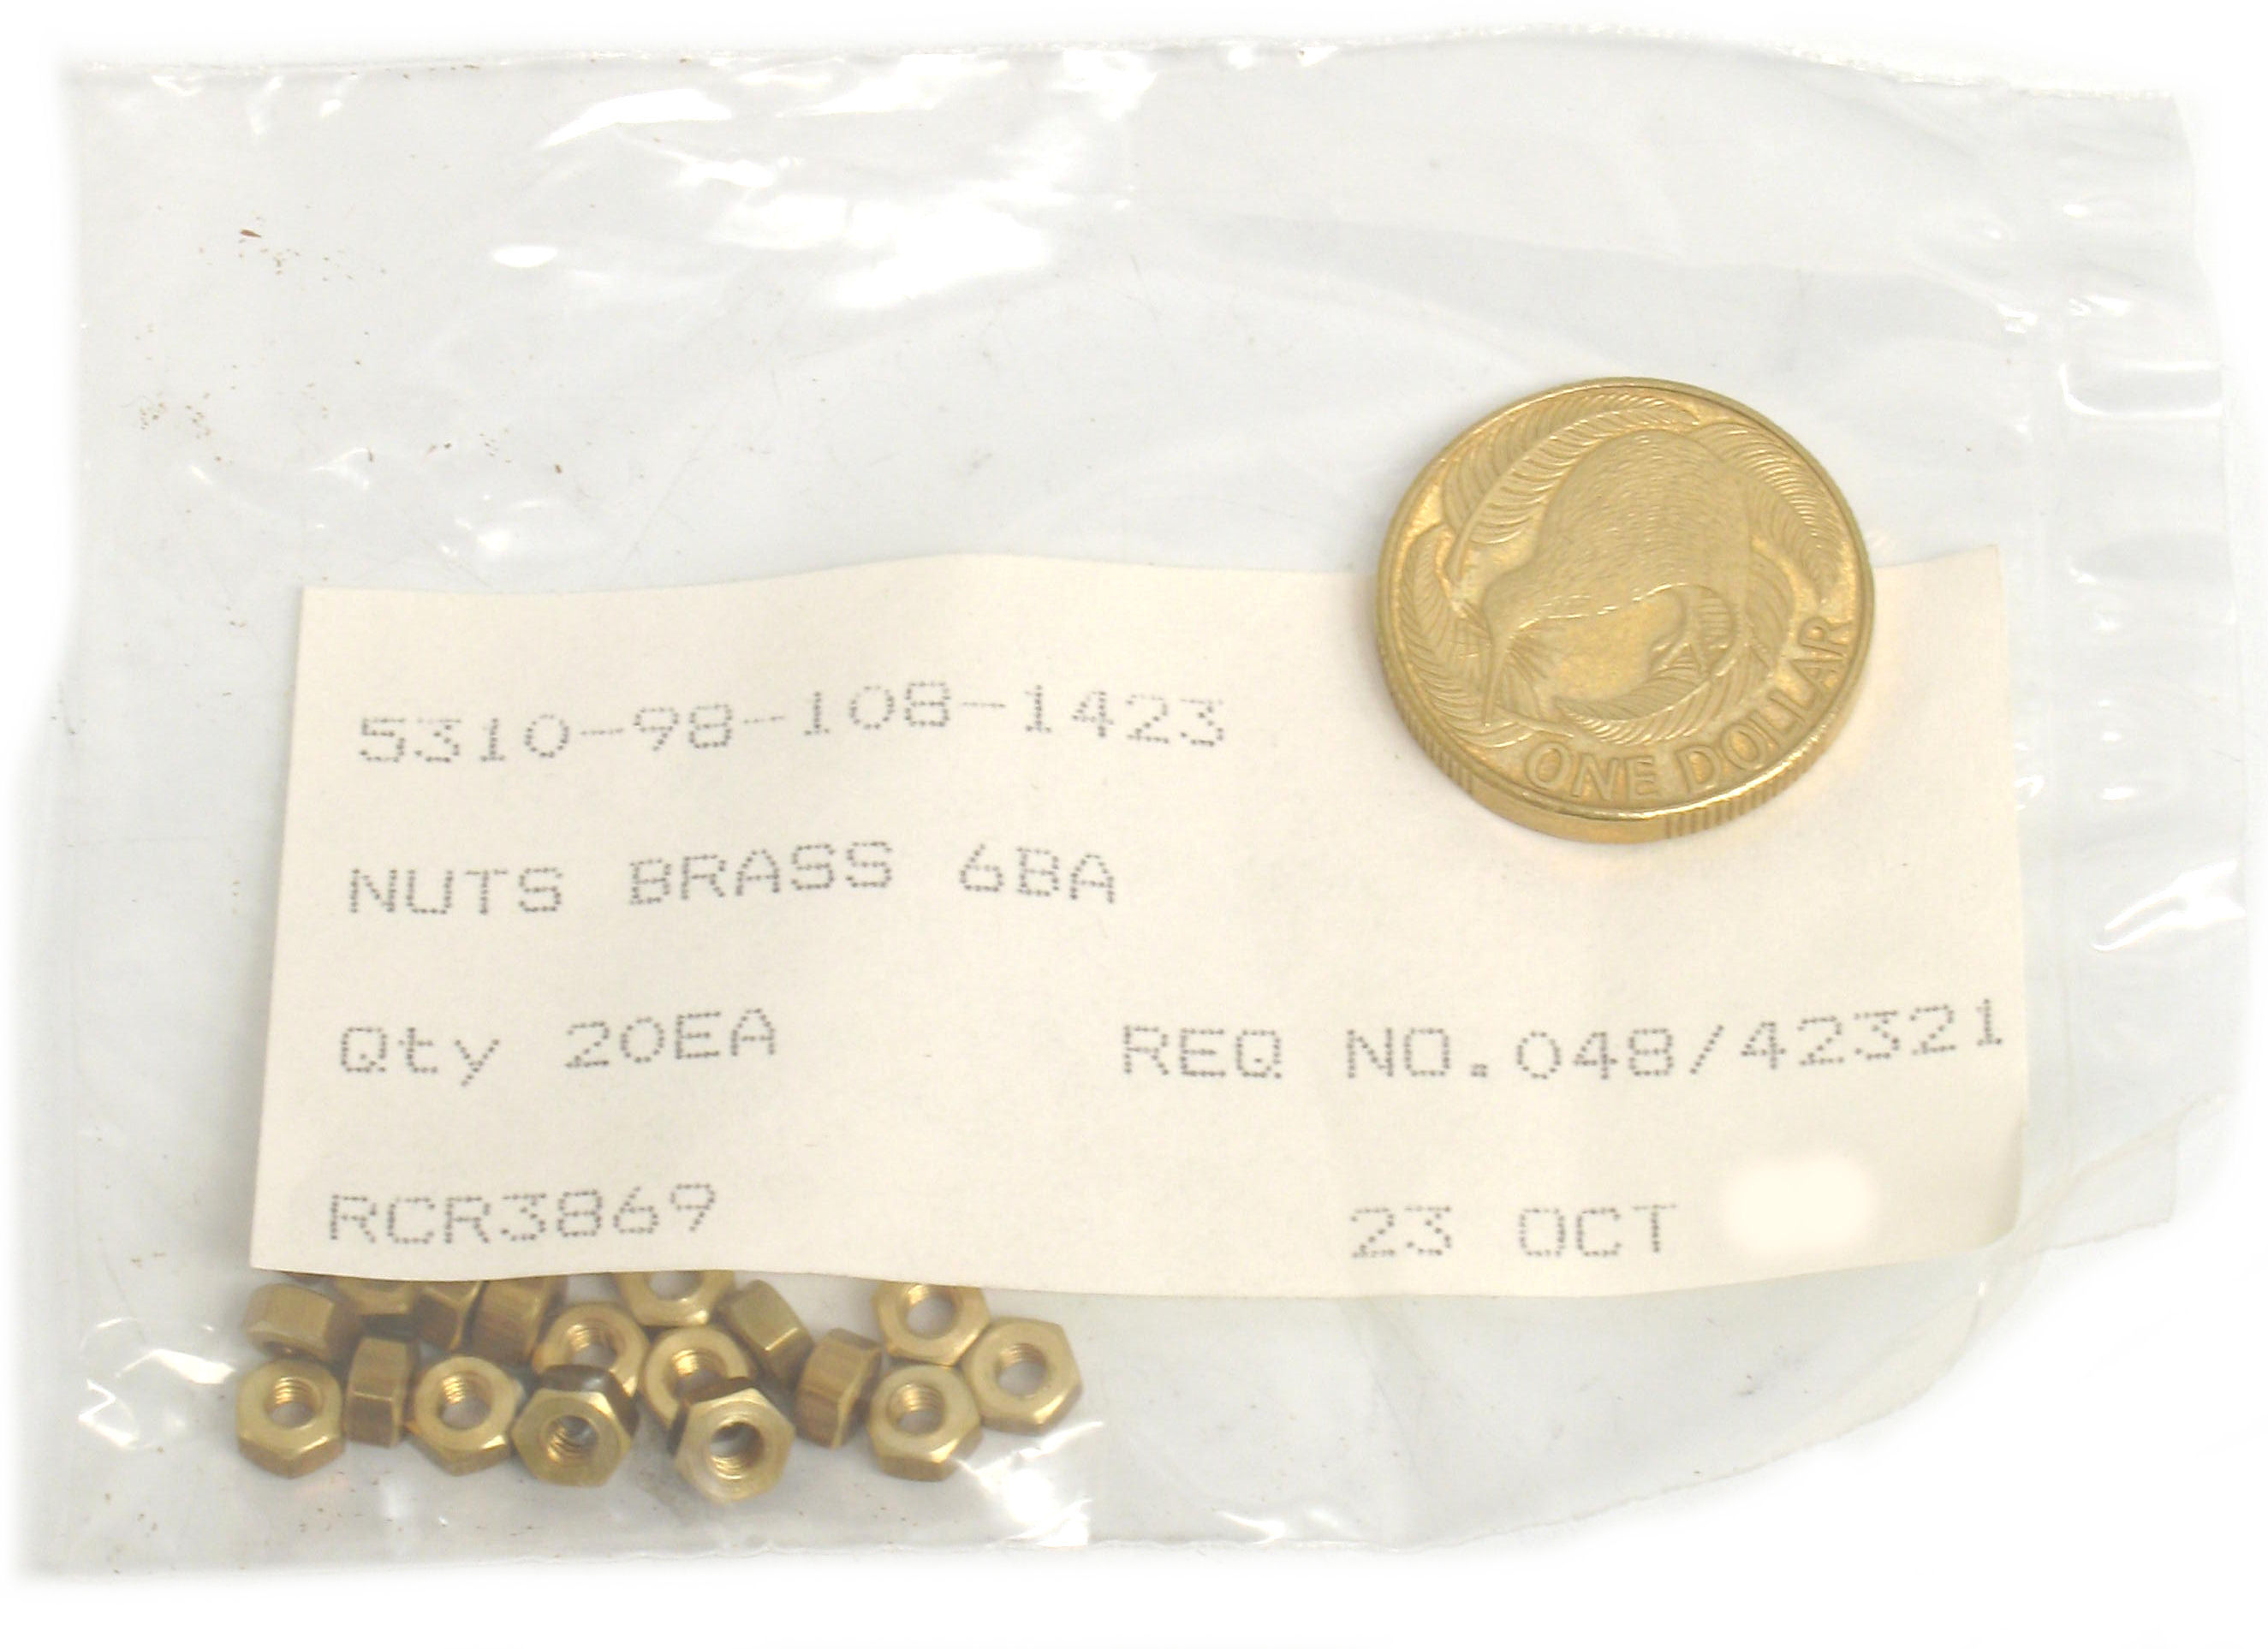 ONE DOLLAR
5310-98-108-1423
NUTS BRASS 6BA
Qty 20EA REQ NO.048/42321
RCR3869 23 OCT